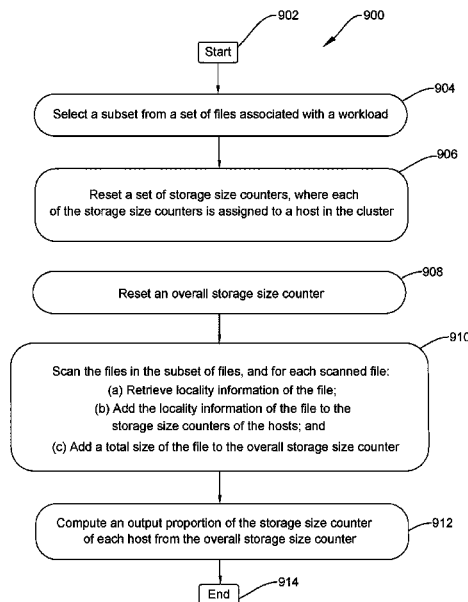 902
900
Start
904
Select a subset from a set of files associated with a workload
906
Reset a set of storage size counters, where each
of the storage size counters is assigned to a host in the cluster
908
Reset an overall storage size counter
910
Scan the files in the subset of files, and for each scanned file:
(a) Retrieve locality information of the file;
(b) Add the locality information of the file to the
storage size counters of the hosts; and
(c) Add a total size of the file to the overall storage size counter
912
Compute an output proportion of the storage size counter
of each host from the overall storage size counter
End
914